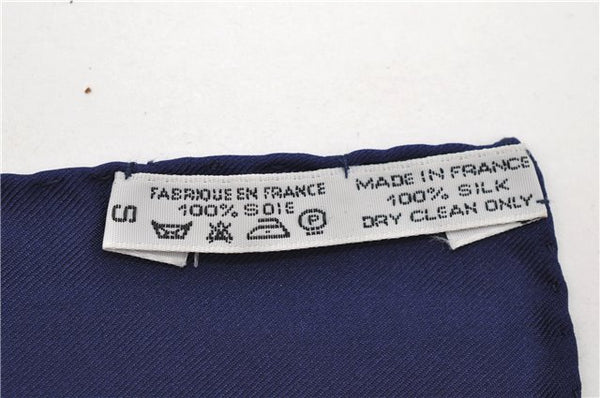 S
FABRIQUE EN FRANCE
100% SOIE
P
MADE IN FRANCE
100% SILK
DRY CLEAN ONLY